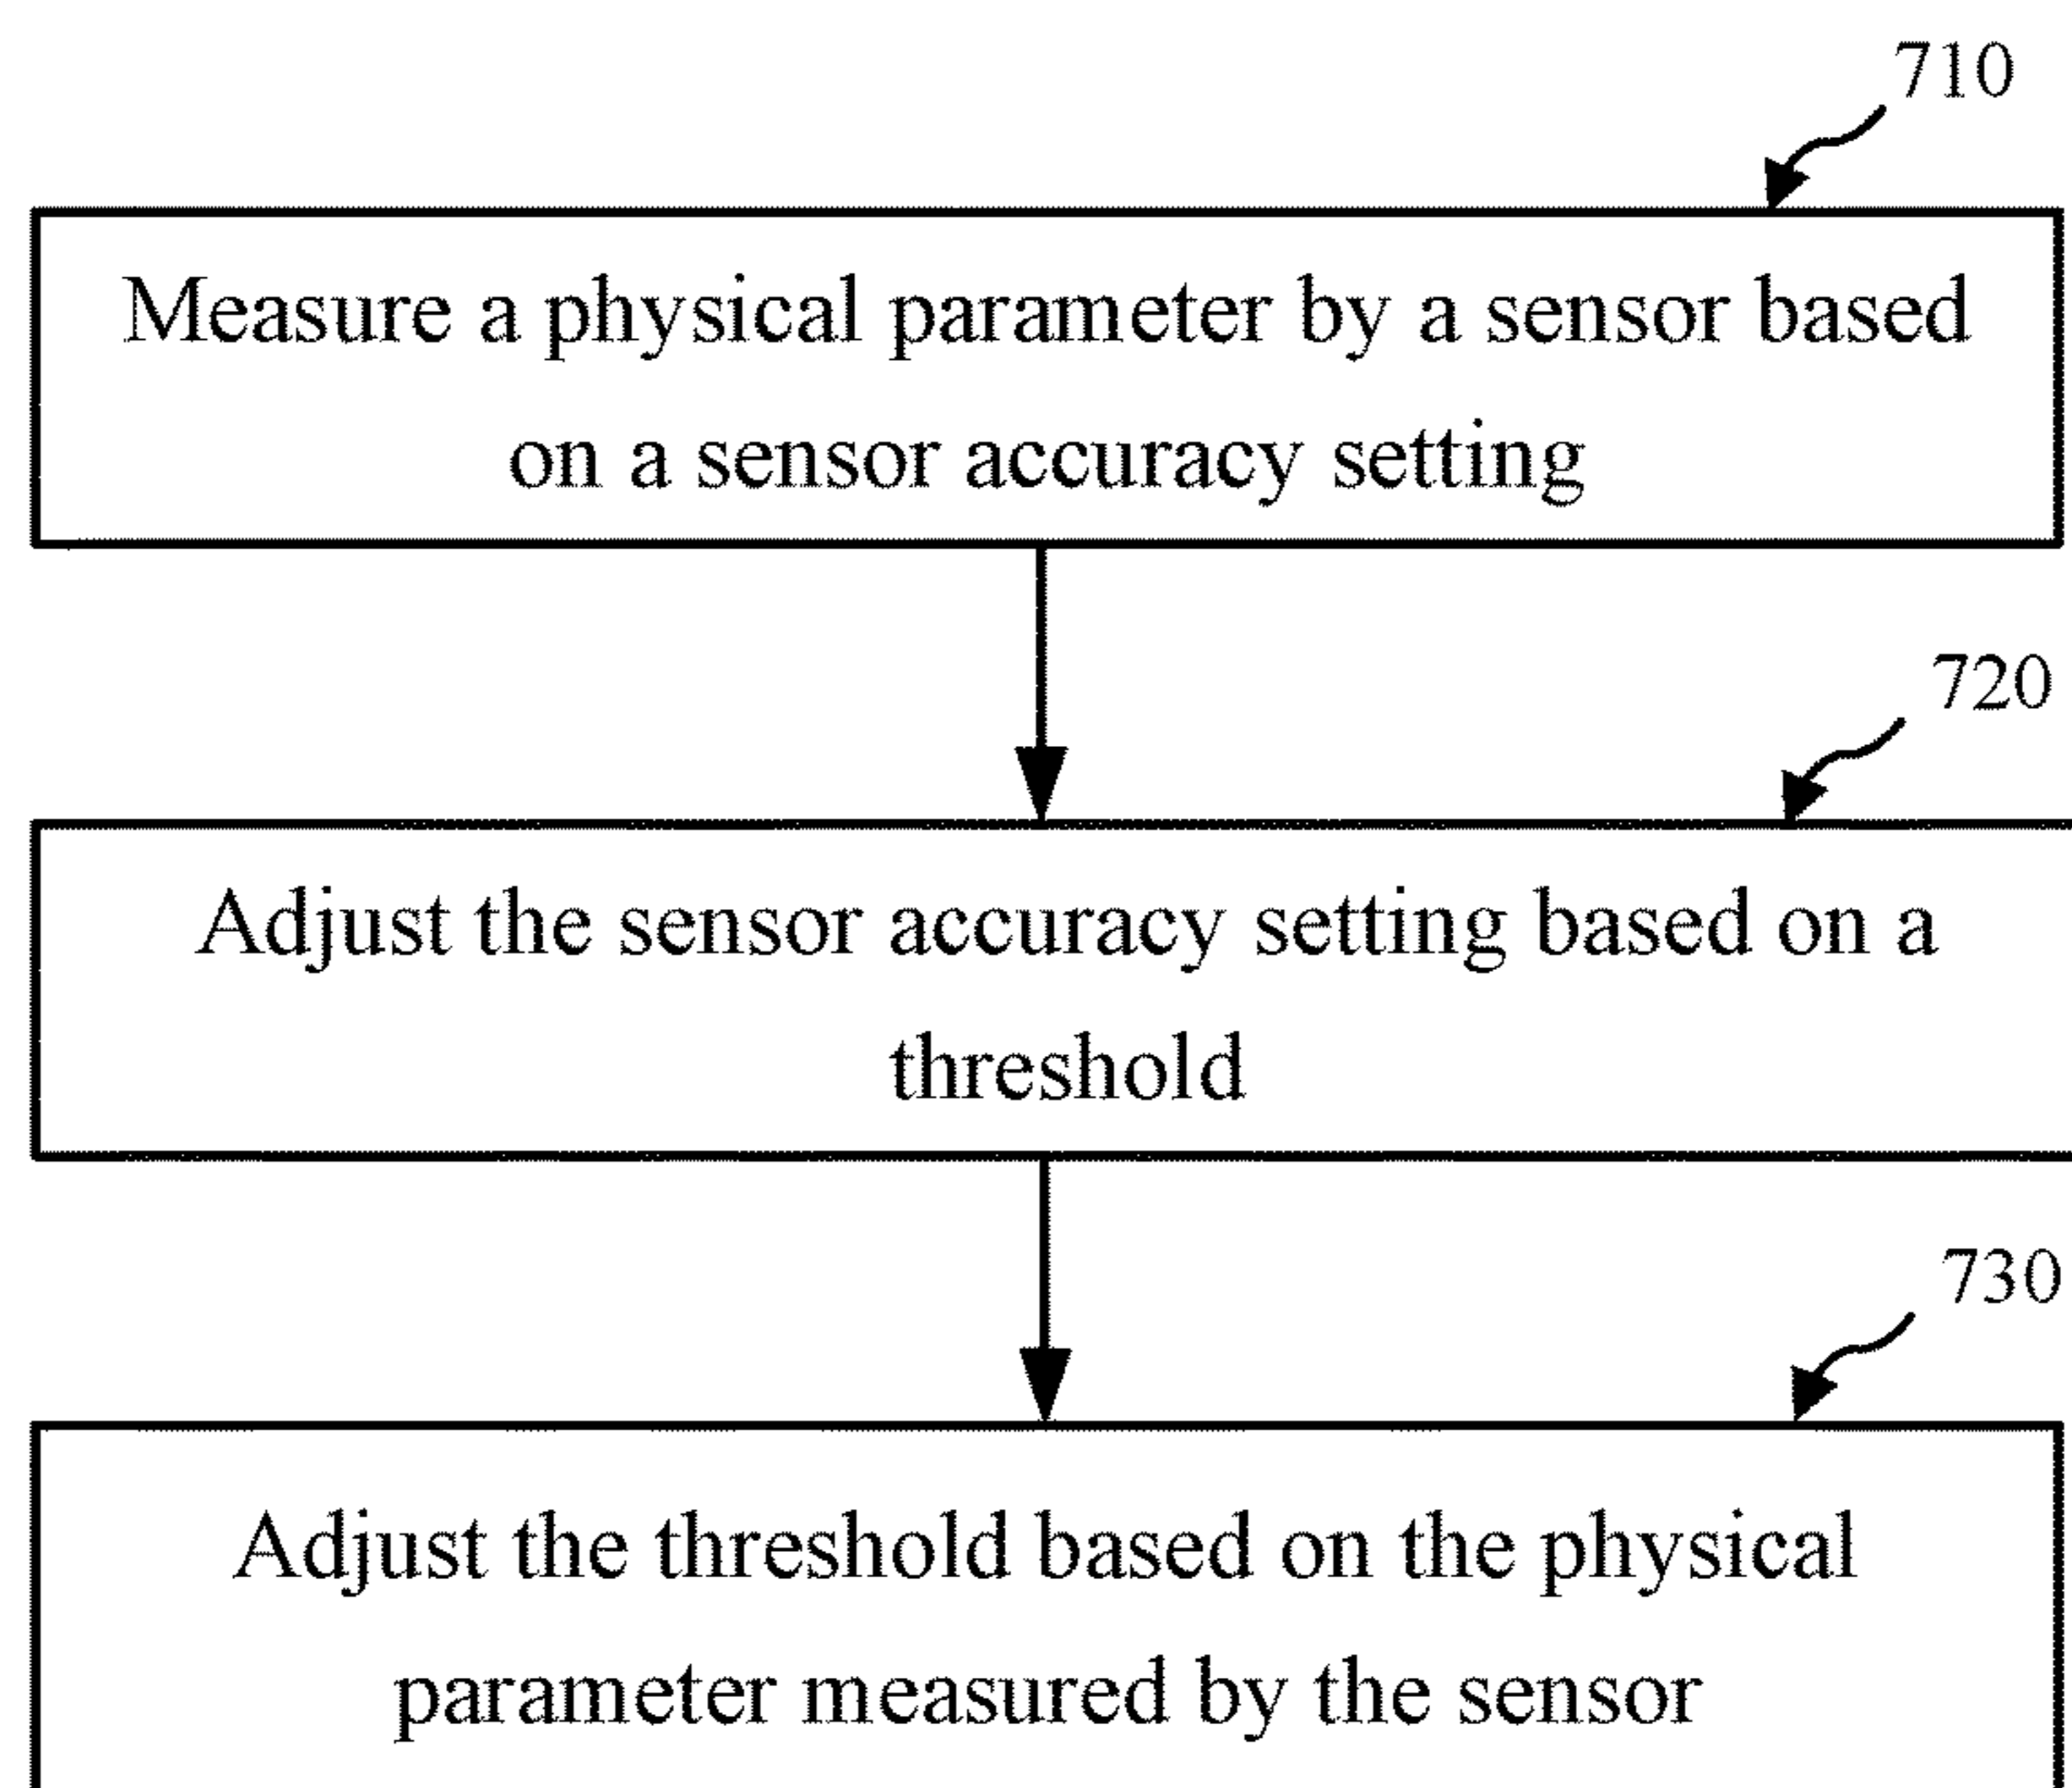 710
Measure a physical parameter by a sensor based
on a sensor accuracy setting
720
Adjust the sensor accuracy setting based on a
threshold
730
Adjust the threshold based on the physical
parameter measured by the sensor